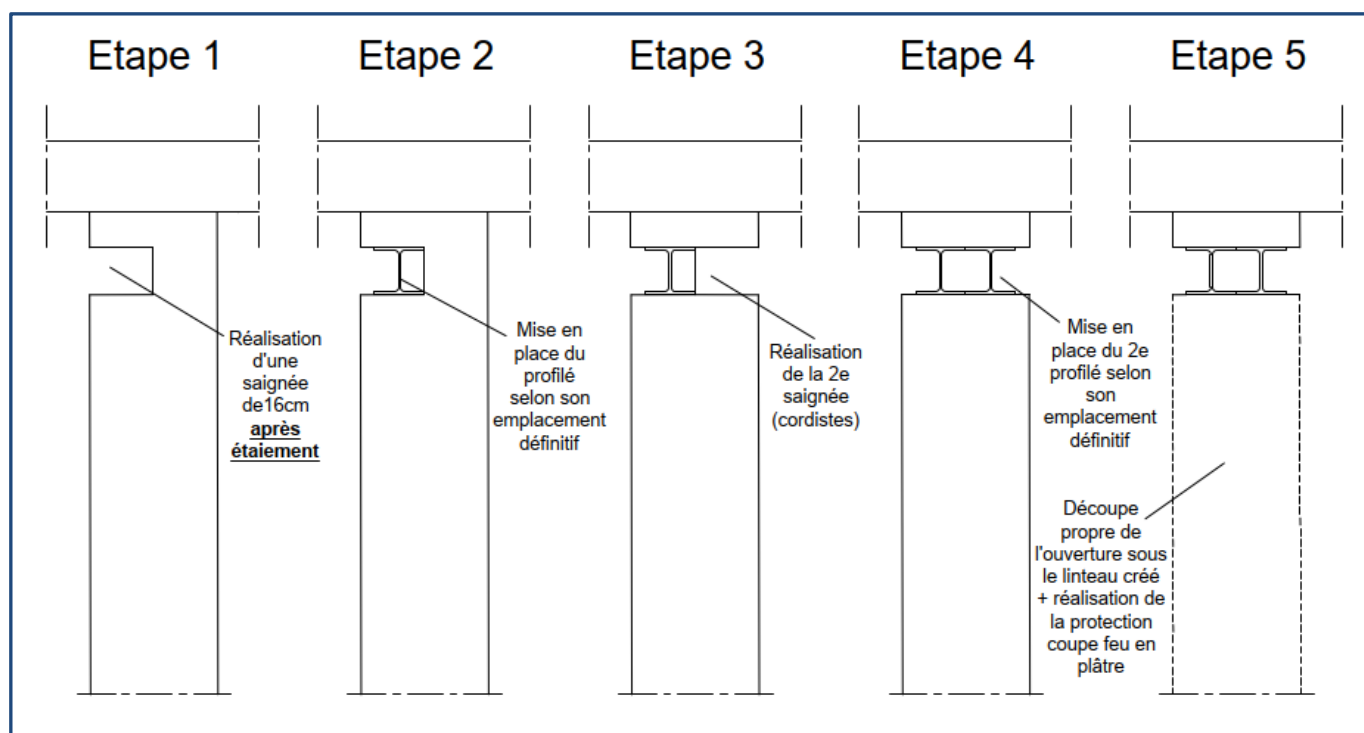 Etape 1
Etape 2
Etape 3
Etape 4
Etape 5
Réalisation
d'une
saignée
de16cm
après
étaiement
Mise en
place du
profilé
selon son
emplacement
définitif
Réalisation
de la 2e
saignée
(cordistes)
Mise en
place du 2e
profilé selon
son
emplacement
définitif
Découpe
propre de
l'ouverture sous
le linteau créé
+ réalisation de
la protection
coupe feu en
plâtre